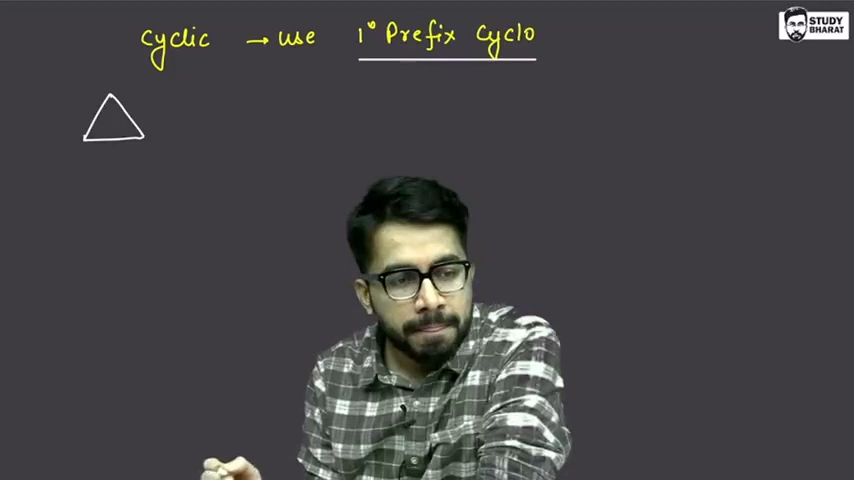 cyclic → use 1° Prefix cyclo
STUDY
BHARAT